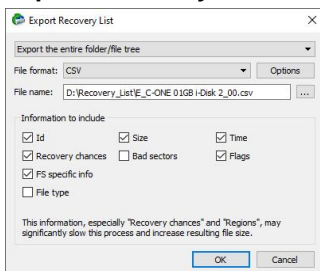 Export Recovery List
Export the entire folder/file tree
File format: CSV Options
File name: D:\Recovery_List\E_C-ONE 01GB i-Disk 2_00.csv ...
Information to include
Id Size Time
Recovery chances Bad sectors Flags
FS specific info
File type
This information, especially "Recovery chances" and "Regions", may
significantly slow this process and increase resulting file size.
OK Cancel